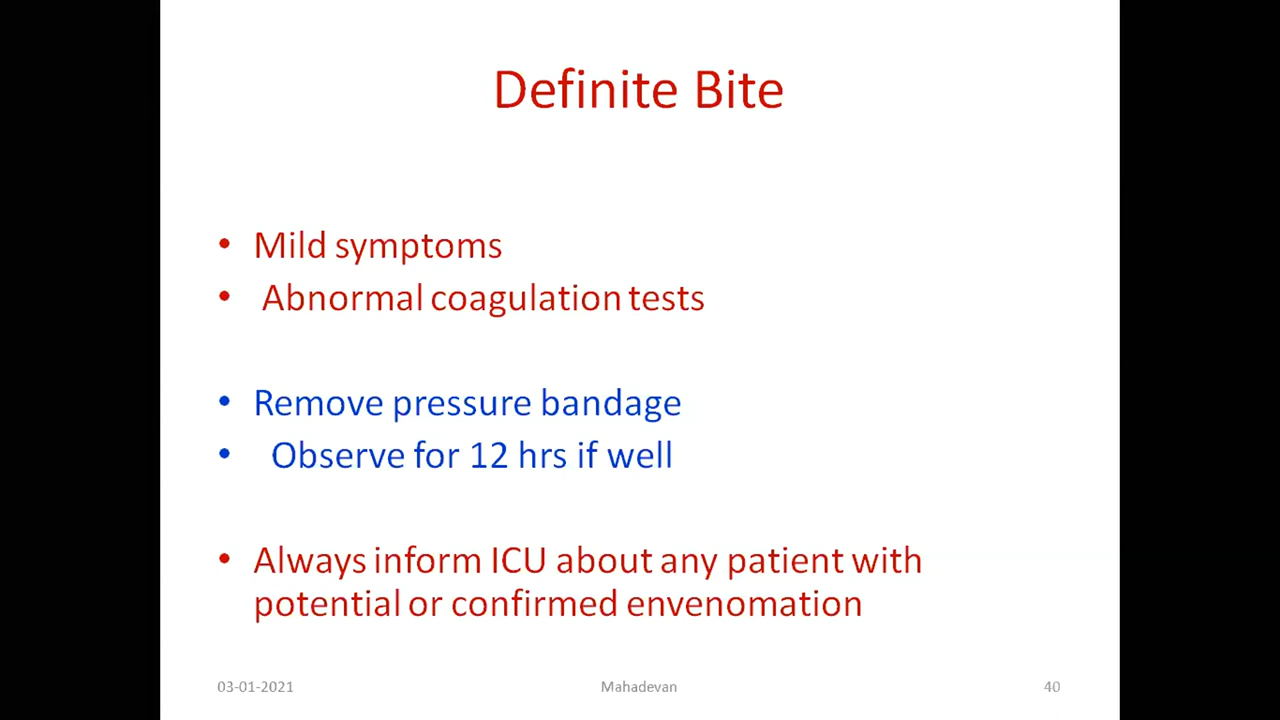 Definite Bite
• Mild symptoms
• Abnormal coagulation tests
• Remove pressure bandage
• Observe for 12 hrs if well
• Always inform ICU about any patient with
potential or confirmed envenomation
03-01-2021
Mahadevan
40